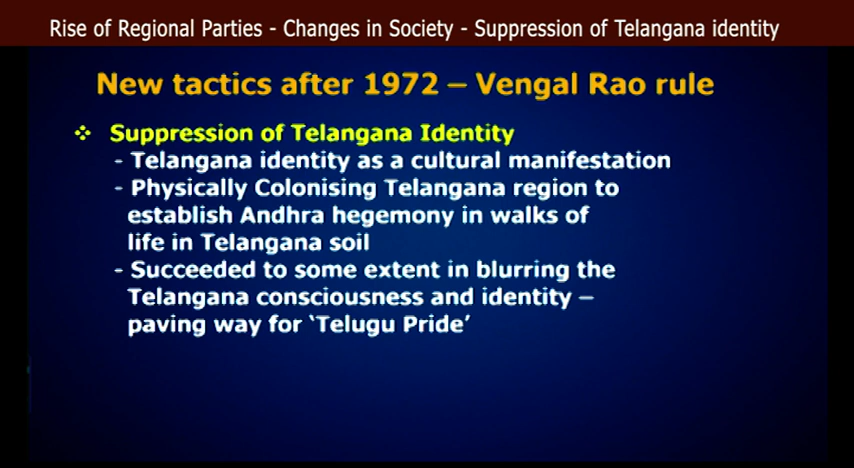 Rise of Regional Parties - Changes in Society - Suppression of Telangana identity
New tactics after 1972 – Vengal Rao rule
❖ Suppression of Telangana Identity
- Telangana identity as a cultural manifestation
- Physically Colonising Telangana region to
establish Andhra hegemony in walks of
life in Telangana soil
- Succeeded to some extent in blurring the
Telangana consciousness and identity –
paving way for ‘Telugu Pride’